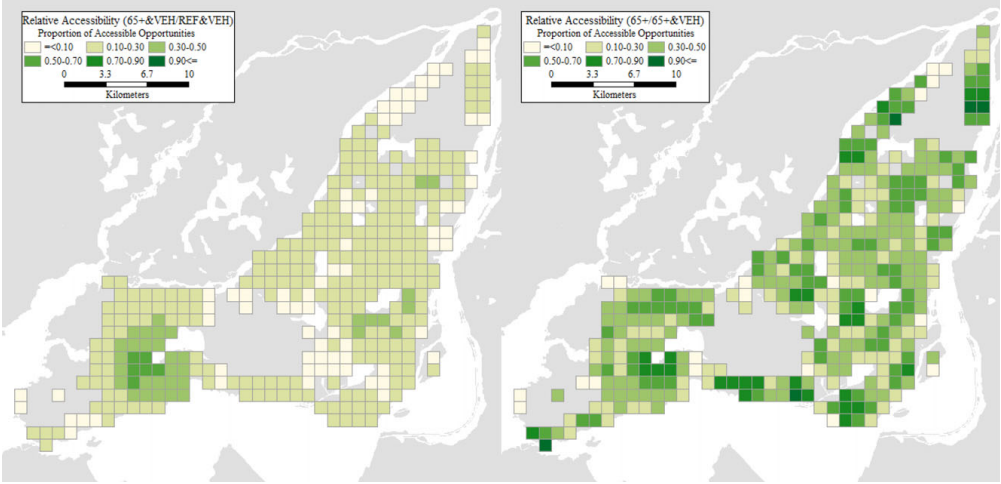 Relative Accessibility (65+&VEH/REF&VEH)
Proportion of Accessible Opportunities
=<0.10 0.10-0.30 0.30-0.50
0.50-0.70 0.70-0.90 0.90<=
0 3.3 6.7 10
Kilometers
Relative Accessibility (65+/65+&VEH)
Proportion of Accessible Opportunities
=<0.10 0.10-0.30 0.30-0.50
0.50-0.70 0.70-0.90 0.90<=
0 3.3 6.7 10
Kilometers